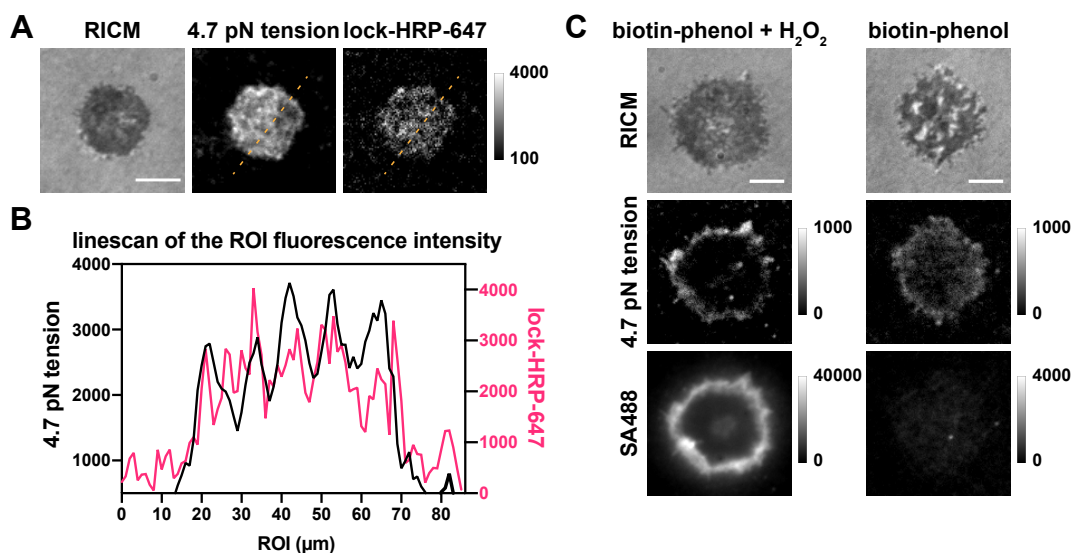 A
RICM
4.7 pN tension
lock-HRP-647
4000
100
B
linescan of the ROI fluorescence intensity
4.7 pN tension
4000
3000
2000
1000
0 10 20 30 40 50 60 70 80
ROI (µm)
4000
3000
2000
1000
0
lock-HRP-647
C
biotin-phenol + H₂O₂
biotin-phenol
RICM
4.7 pN tension
1000
0
1000
0
SA488
40000
0
4000
0